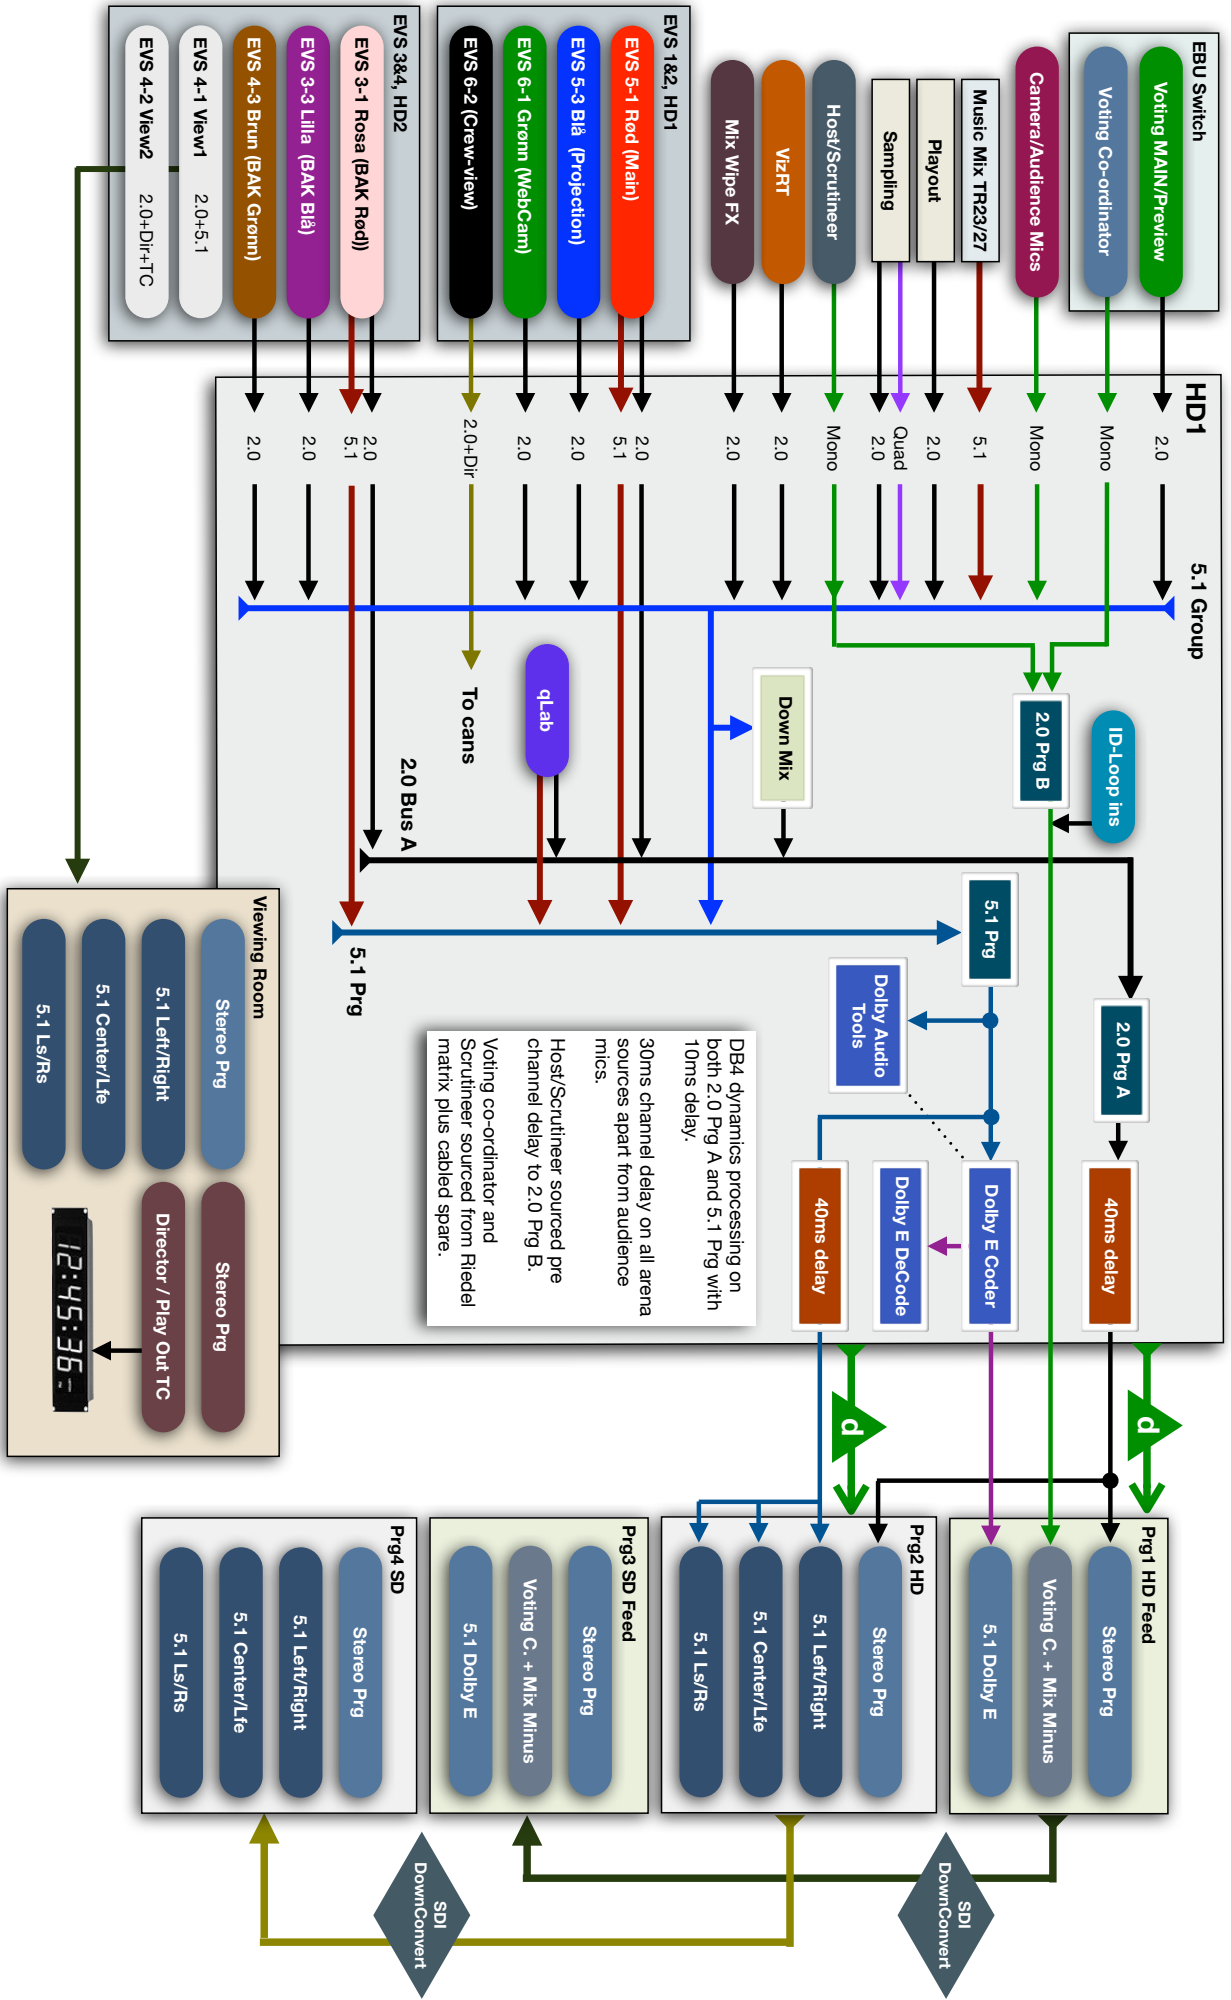 EBU Switch
Voting MAIN/Preview
Voting Co-ordinator
Camera/Audience Mics
Music Mix TR23/27
Playout
Sampling
Host/Scrutiner
VizRT
Mix Wipe FX
EVS 1&2, HD1
EVS 5-1 Rød (Main)
EVS 5-3 Blå (Projection)
EVS 6-1 Grønn (WebCam)
EVS 6-2 (Crew-view)
EVS 3&4, HD2
EVS 3-1 Rosa (BAK Rød))
EVS 3-3 Lilla (BAK Blå)
EVS 4-3 Brun (BAK Grønn)
EVS 4-1 View1 2.0+5.1
EVS 4-2 View2 2.0+Dir+TC
HD1
2.0
Mono
Mono
5.1
2.0
Quad
2.0
Mono
2.0
2.0
2.0
5.1
2.0
2.0
2.0+Dir
2.0
5.1
2.0
2.0
5.1 Group
ID-Loop ins
2.0 Prg B
Down Mix
qLab
To cans
2.0 Bus A
5.1 Prg
5.1 Prg
2.0 Prg A
Dolby Audio
Tools
40ms delay
Dolby E Coder
Dolby E DeCode
40ms delay
DB4 dynamics processing on
both 2.0 Prg A and 5.1 Prg with
10ms delay.
30ms channel delay on all arena
sources apart from audience
mics.
Host/Scrutineer sourced pre
channel delay to 2.0 Prg B.
Voting co-ordinator and
Scrutineer sourced from Riedel
matrix plus cabled spare.
Viewing Room
Stereo Prg
5.1 Left/Right
5.1 Center/Lfe
5.1 Ls/Rs
Stereo Prg
Director / Play Out TC
12:45:36
d
d
Prg1 HD Feed
Stereo Prg
Voting C. + Mix Minus
5.1 Dolby E
Prg2 HD
Stereo Prg
5.1 Left/Right
5.1 Center/Lfe
5.1 Ls/Rs
Prg3 SD Feed
Stereo Prg
Voting C. + Mix Minus
5.1 Dolby E
Prg4 SD
Stereo Prg
5.1 Left/Right
5.1 Center/Lfe
5.1 Ls/Rs
SDI
DownConvert
SDI
DownConvert